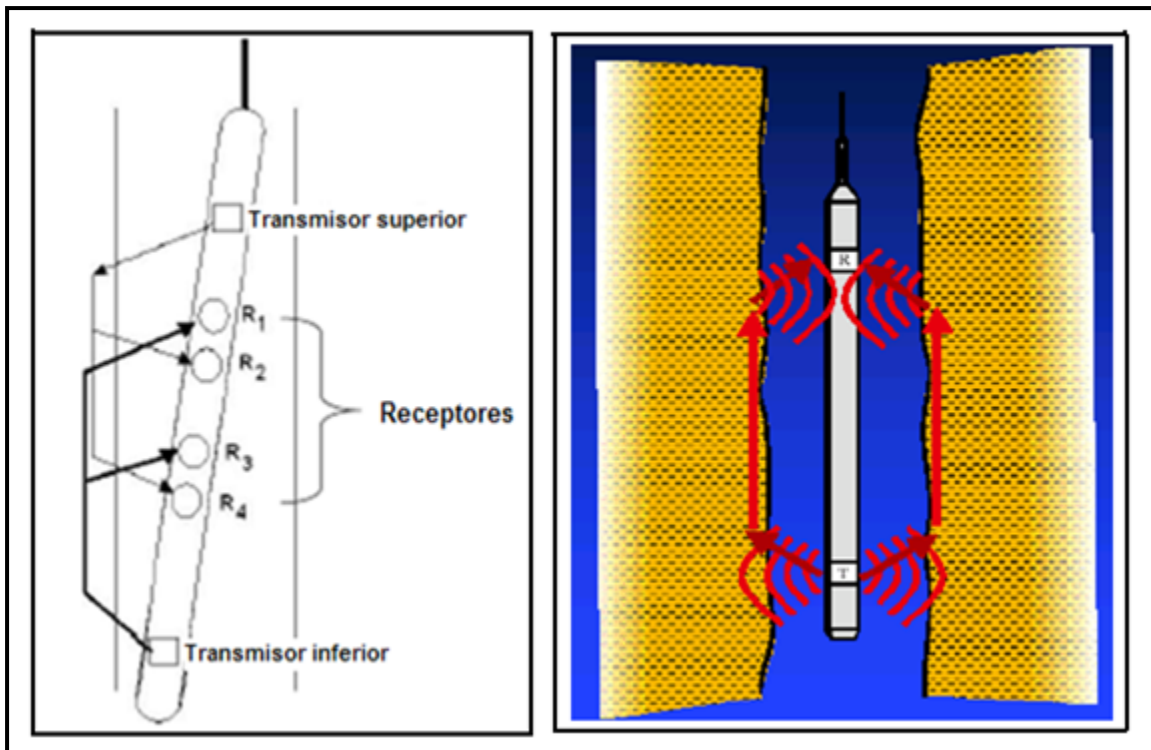 Transmisor superior
R1
R2
Receptores
R3
R4
Transmisor inferior
R
T